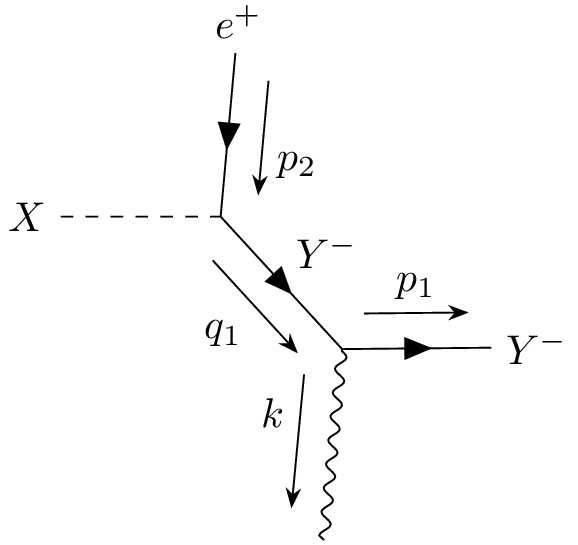 e⁺
p₂
X
Y⁻
p₁
q₁
Y⁻
k